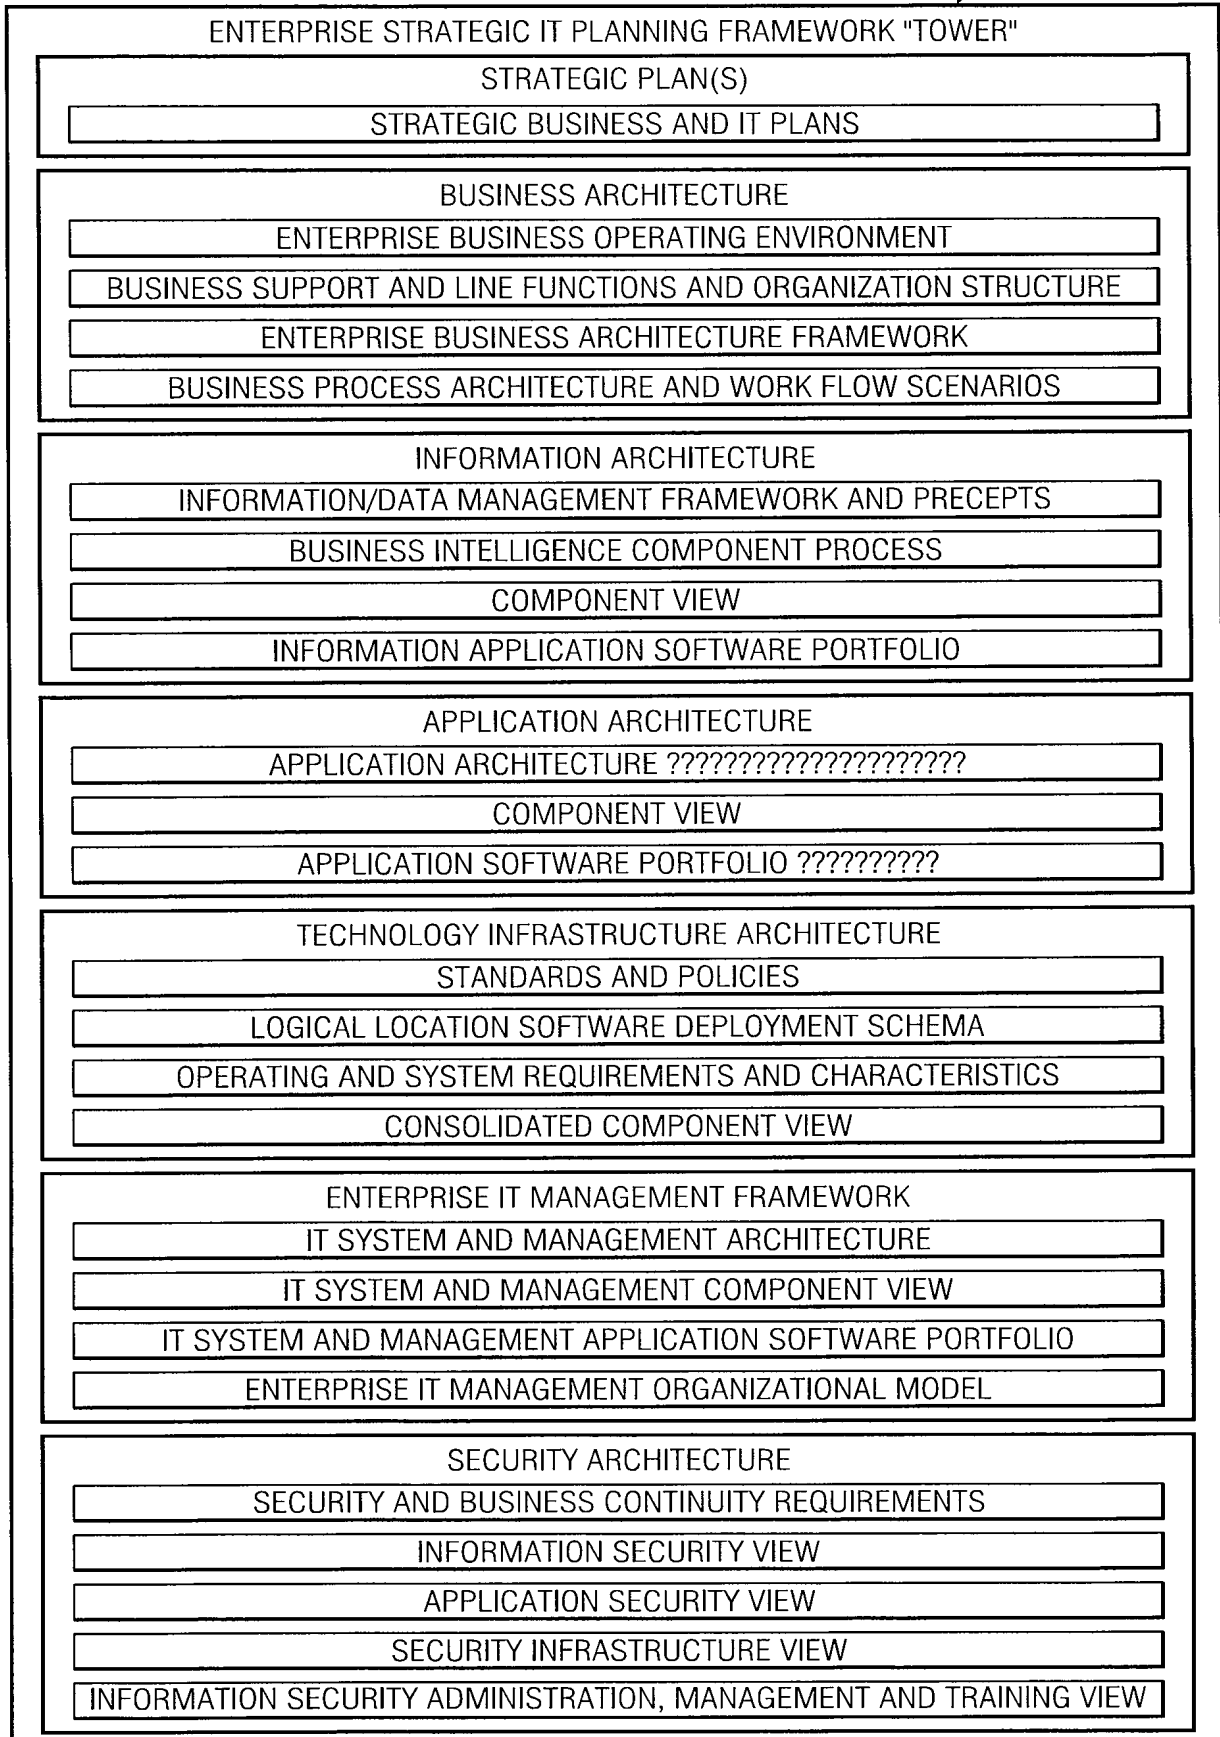 ENTERPRISE STRATEGIC IT PLANNING FRAMEWORK "TOWER"
STRATEGIC PLAN(S)
STRATEGIC BUSINESS AND IT PLANS
BUSINESS ARCHITECTURE
ENTERPRISE BUSINESS OPERATING ENVIRONMENT
BUSINESS SUPPORT AND LINE FUNCTIONS AND ORGANIZATION STRUCTURE
ENTERPRISE BUSINESS ARCHITECTURE FRAMEWORK
BUSINESS PROCESS ARCHITECTURE AND WORK FLOW SCENARIOS
INFORMATION ARCHITECTURE
INFORMATION/DATA MANAGEMENT FRAMEWORK AND PRECEPTS
BUSINESS INTELLIGENCE COMPONENT PROCESS
COMPONENT VIEW
INFORMATION APPLICATION SOFTWARE PORTFOLIO
APPLICATION ARCHITECTURE
APPLICATION ARCHITECTURE ?????????????????????
COMPONENT VIEW
APPLICATION SOFTWARE PORTFOLIO ??????????
TECHNOLOGY INFRASTRUCTURE ARCHITECTURE
STANDARDS AND POLICIES
LOGICAL LOCATION SOFTWARE DEPLOYMENT SCHEMA
OPERATING AND SYSTEM REQUIREMENTS AND CHARACTERISTICS
CONSOLIDATED COMPONENT VIEW
ENTERPRISE IT MANAGEMENT FRAMEWORK
IT SYSTEM AND MANAGEMENT ARCHITECTURE
IT SYSTEM AND MANAGEMENT COMPONENT VIEW
IT SYSTEM AND MANAGEMENT APPLICATION SOFTWARE PORTFOLIO
ENTERPRISE IT MANAGEMENT ORGANIZATIONAL MODEL
SECURITY ARCHITECTURE
SECURITY AND BUSINESS CONTINUITY REQUIREMENTS
INFORMATION SECURITY VIEW
APPLICATION SECURITY VIEW
SECURITY INFRASTRUCTURE VIEW
INFORMATION SECURITY ADMINISTRATION, MANAGEMENT AND TRAINING VIEW